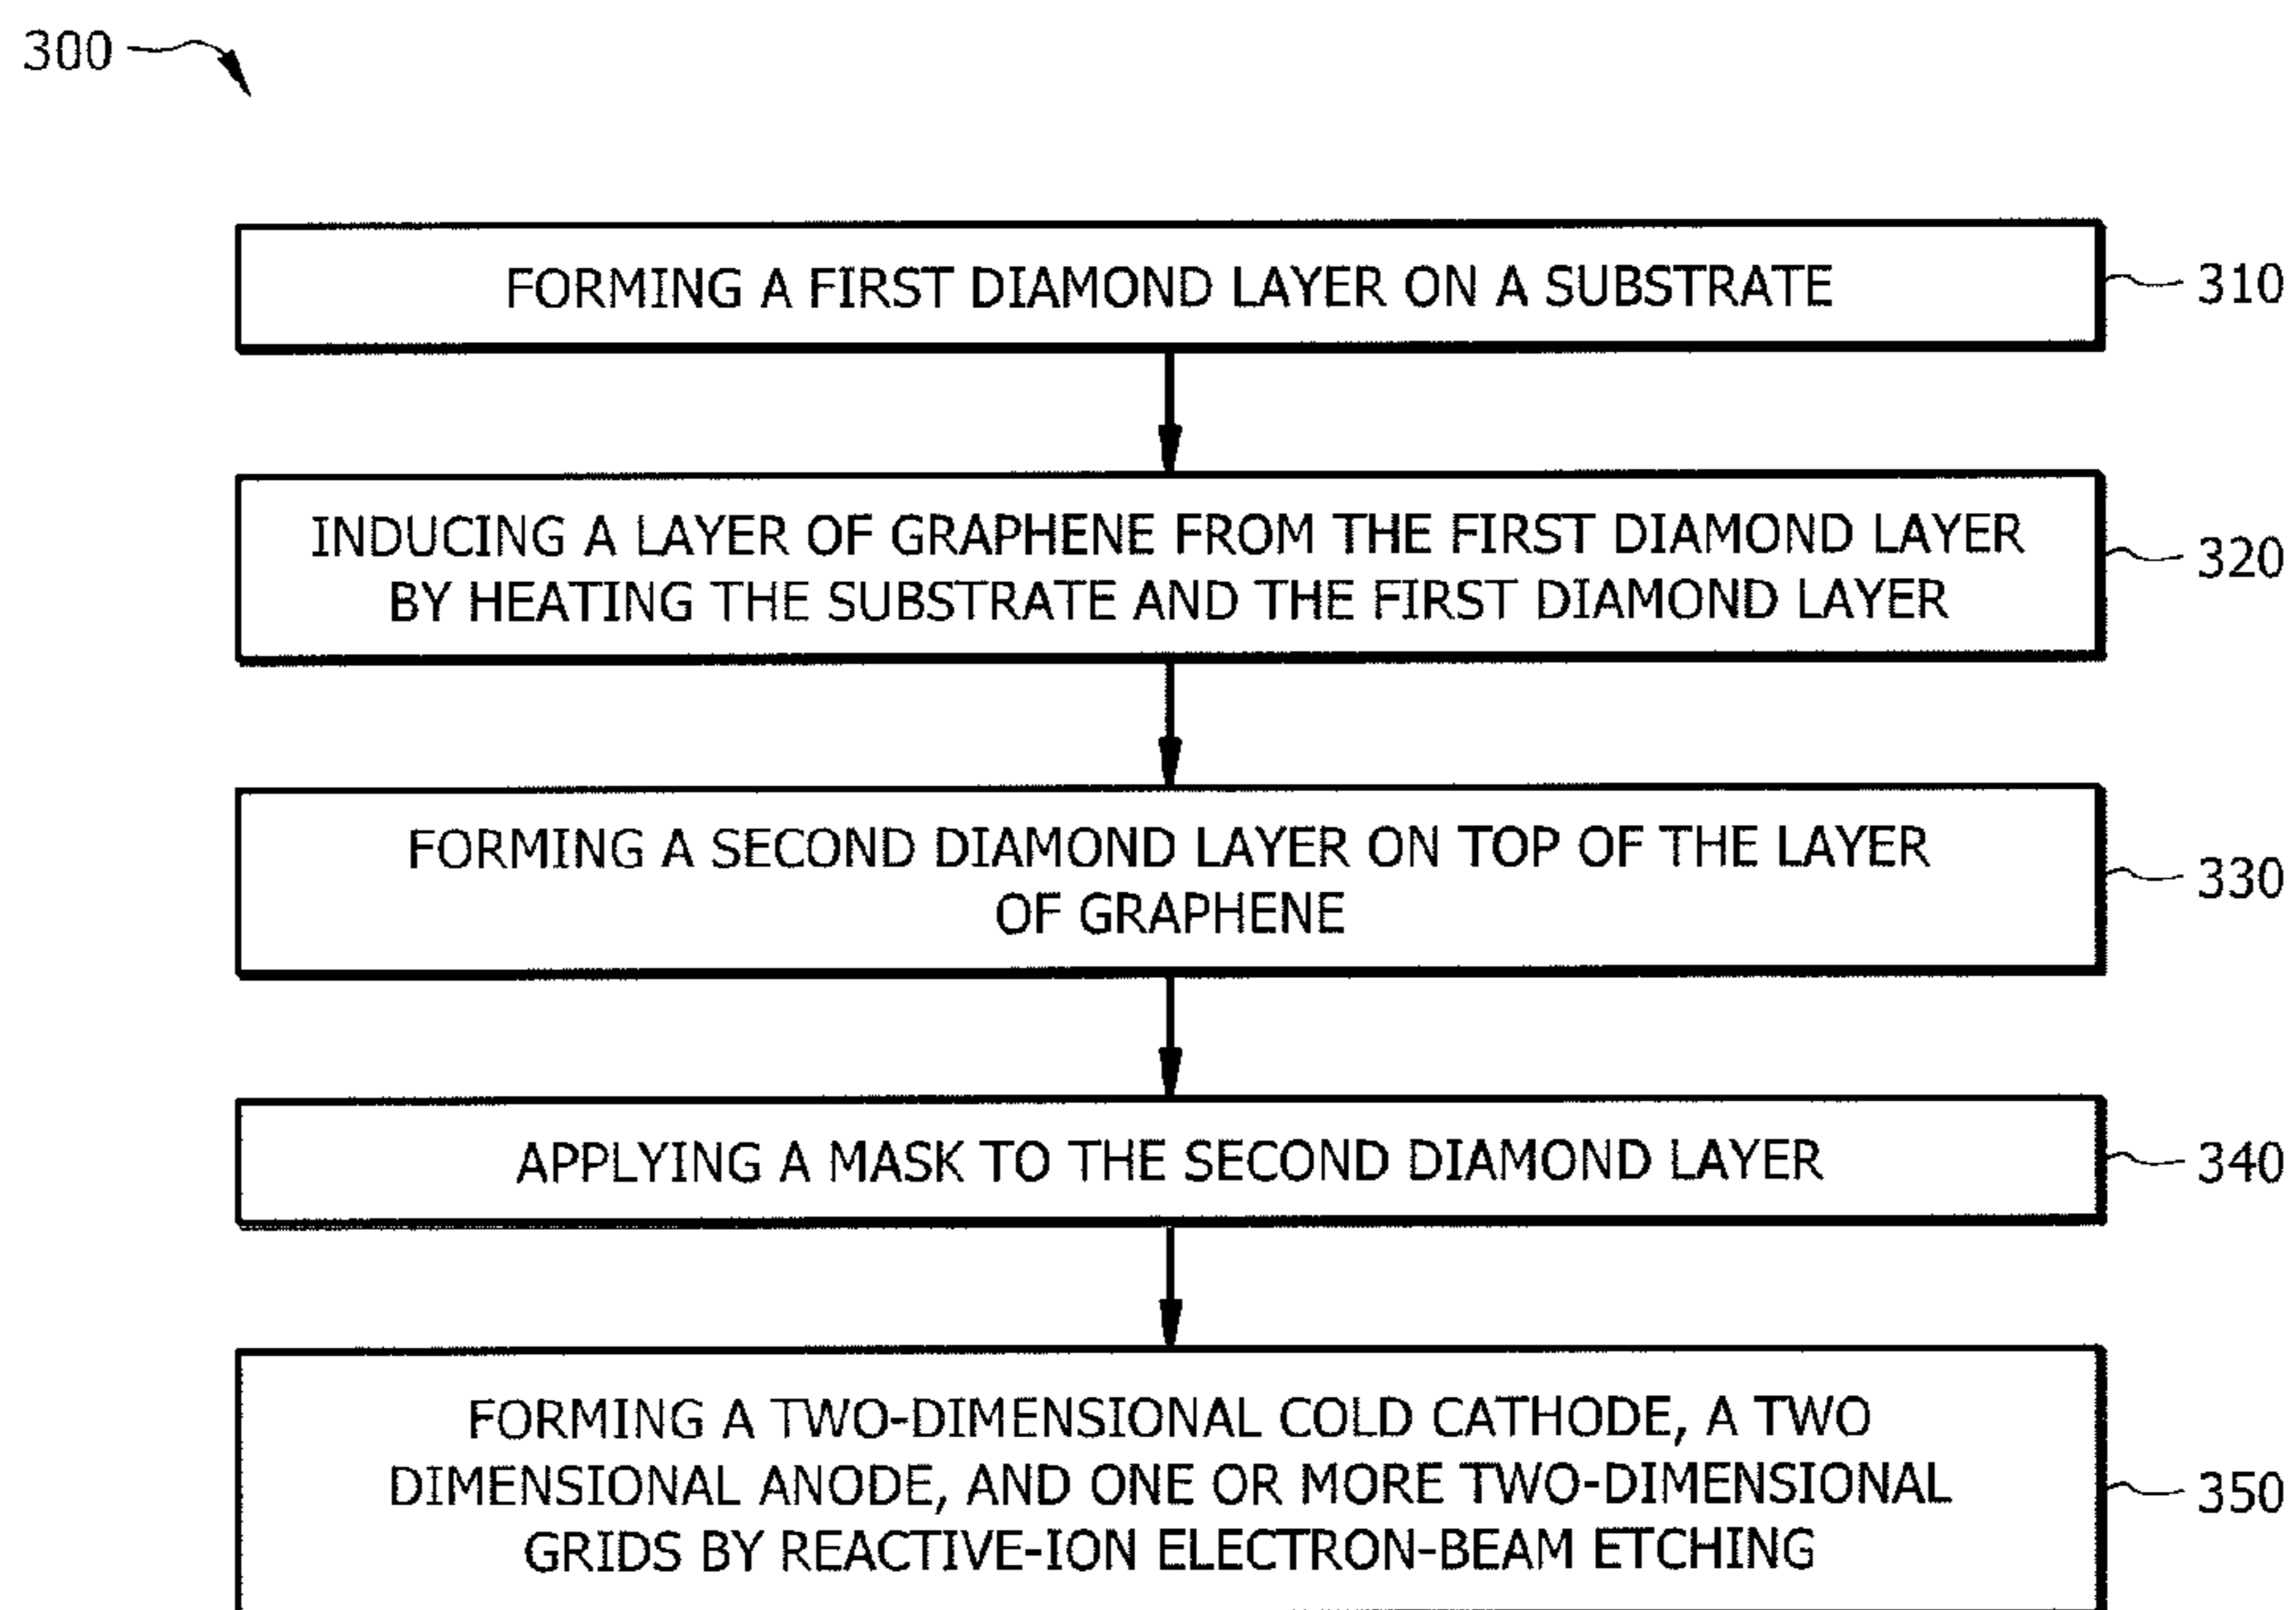 300
FORMING A FIRST DIAMOND LAYER ON A SUBSTRATE
310
INDUCING A LAYER OF GRAPHENE FROM THE FIRST DIAMOND LAYER
BY HEATING THE SUBSTRATE AND THE FIRST DIAMOND LAYER
320
FORMING A SECOND DIAMOND LAYER ON TOP OF THE LAYER
OF GRAPHENE
330
APPLYING A MASK TO THE SECOND DIAMOND LAYER
340
FORMING A TWO-DIMENSIONAL COLD CATHODE, A TWO
DIMENSIONAL ANODE, AND ONE OR MORE TWO-DIMENSIONAL
GRIDS BY REACTIVE-ION ELECTRON-BEAM ETCHING
350